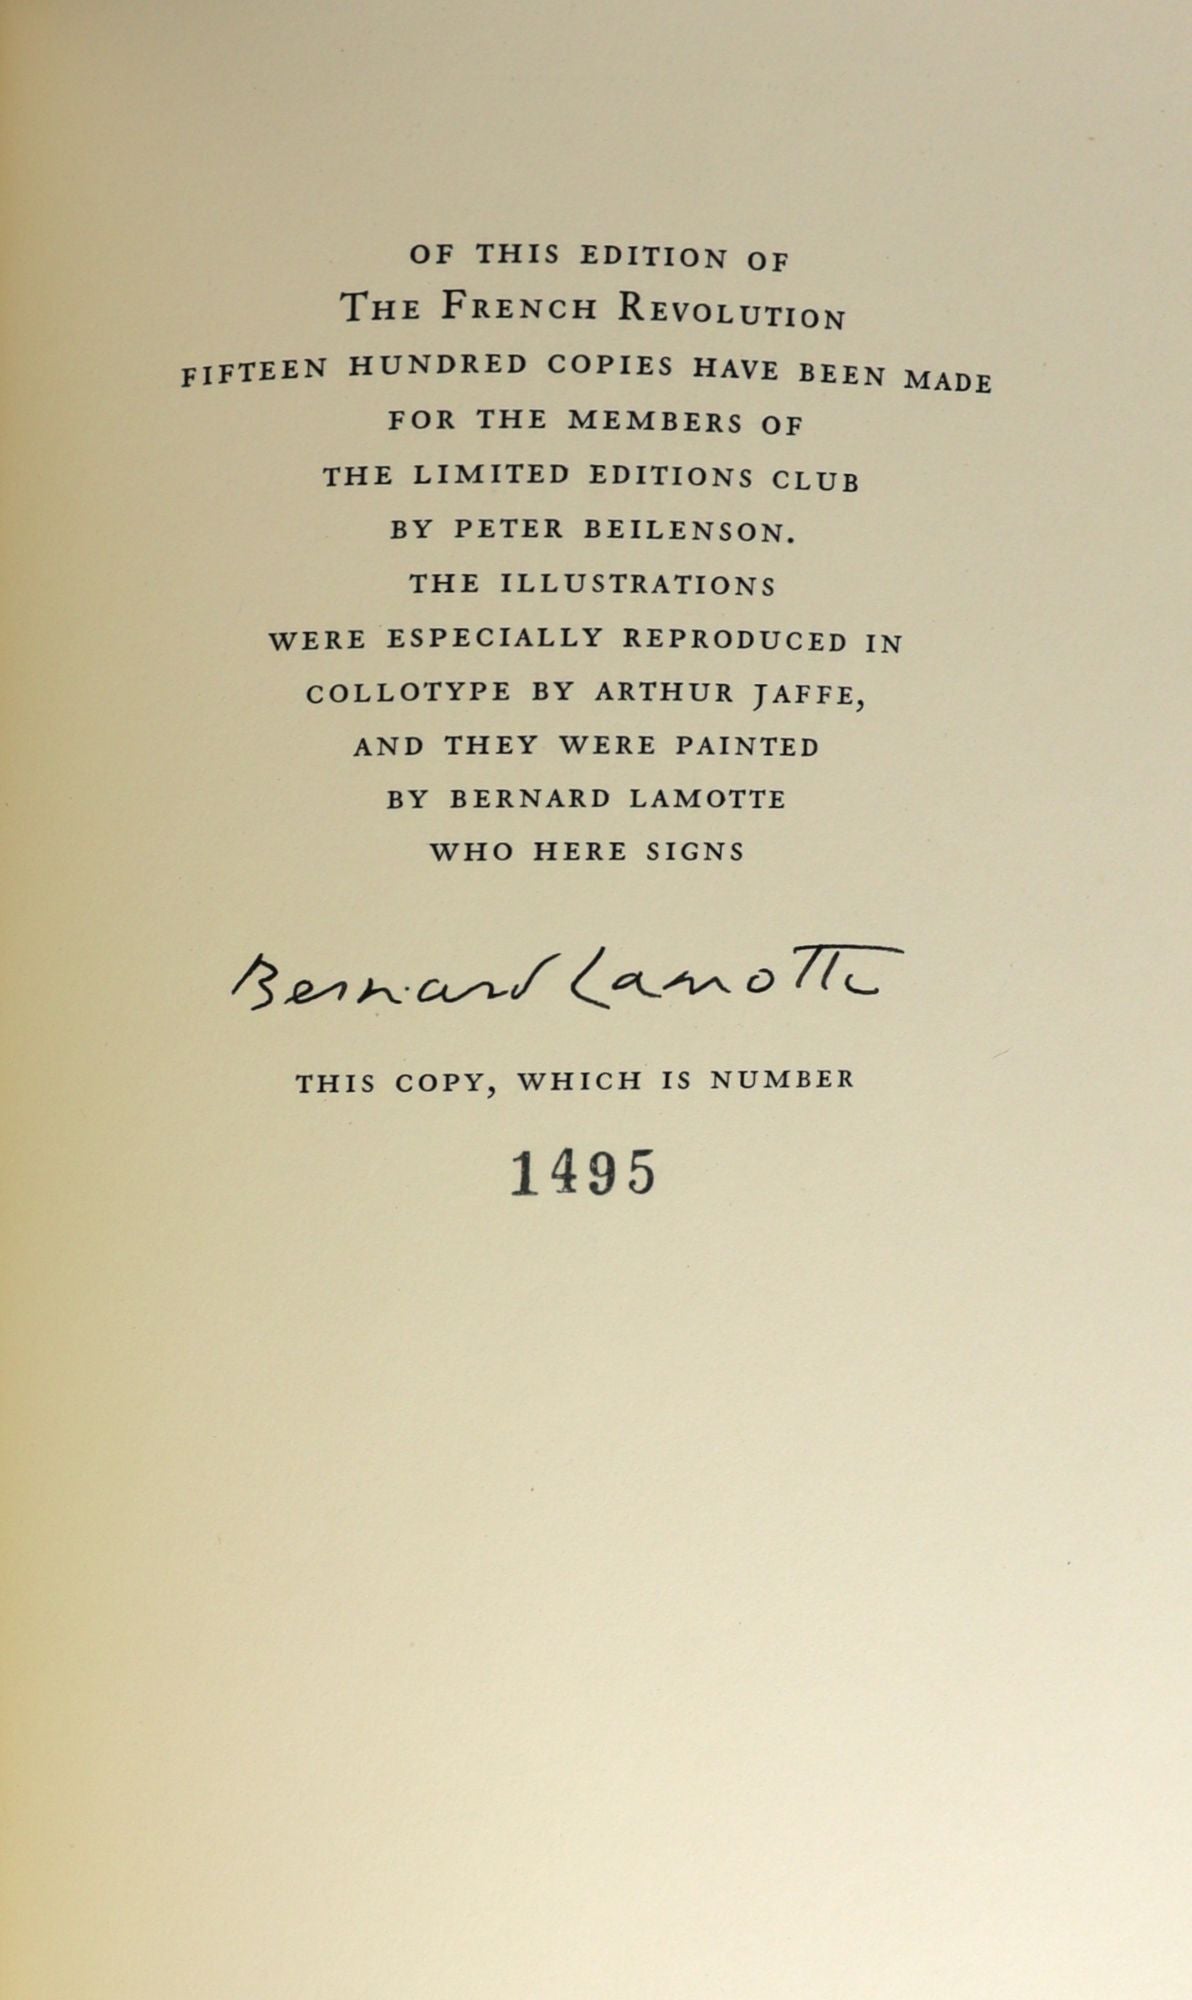 OF THIS EDITION OF
THE FRENCH REVOLUTION
FIFTEEN HUNDRED COPIES HAVE BEEN MADE
FOR THE MEMBERS OF
THE LIMITED EDITIONS CLUB
BY PETER BEILENSON.
THE ILLUSTRATIONS
WERE ESPECIALLY REPRODUCED IN
COLLOTYPE BY ARTHUR JAFFE,
AND THEY WERE PAINTED
BY BERNARD LAMOTTE
WHO HERE SIGNS
Bernard Lamotte
THIS COPY, WHICH IS NUMBER
1495